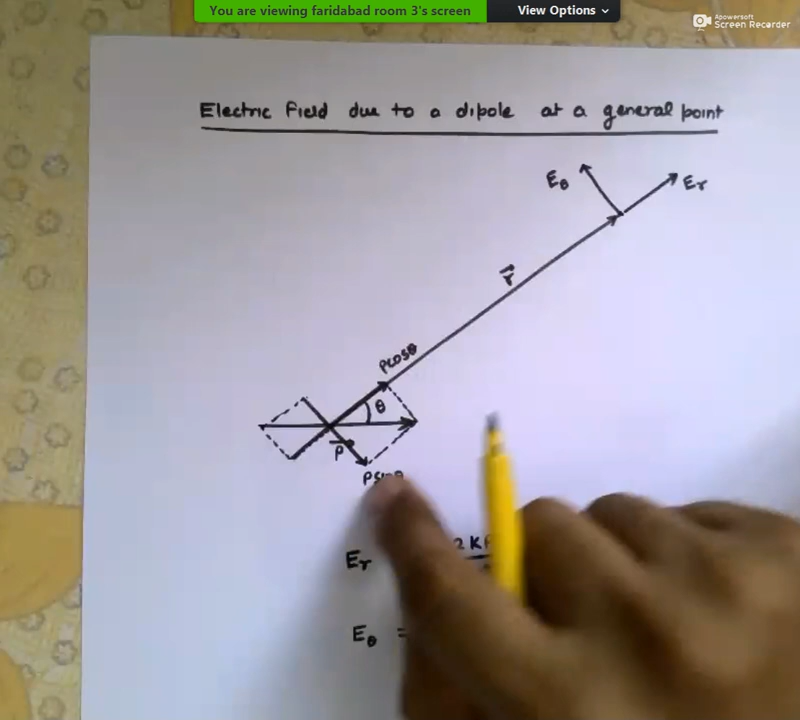 You are viewing faridabad room 3's screen
View Options
Apowersoft
Screen Recorder
Electric Field due to a dipole at a general point
Eθ
Er
r
Pcosθ
θ
P
Er 2K
Eθ =